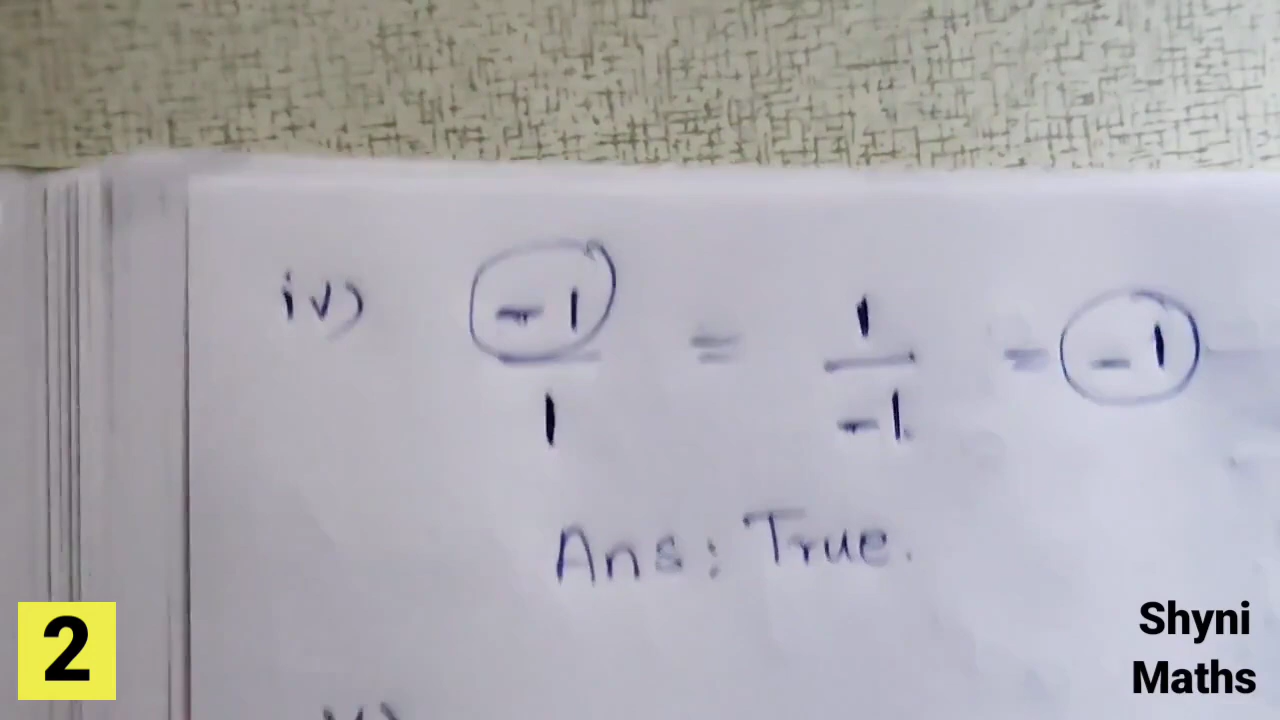 iv) -1/1 = 1/-1 = -1
Ans: True.
v)
2
Shyni
Maths